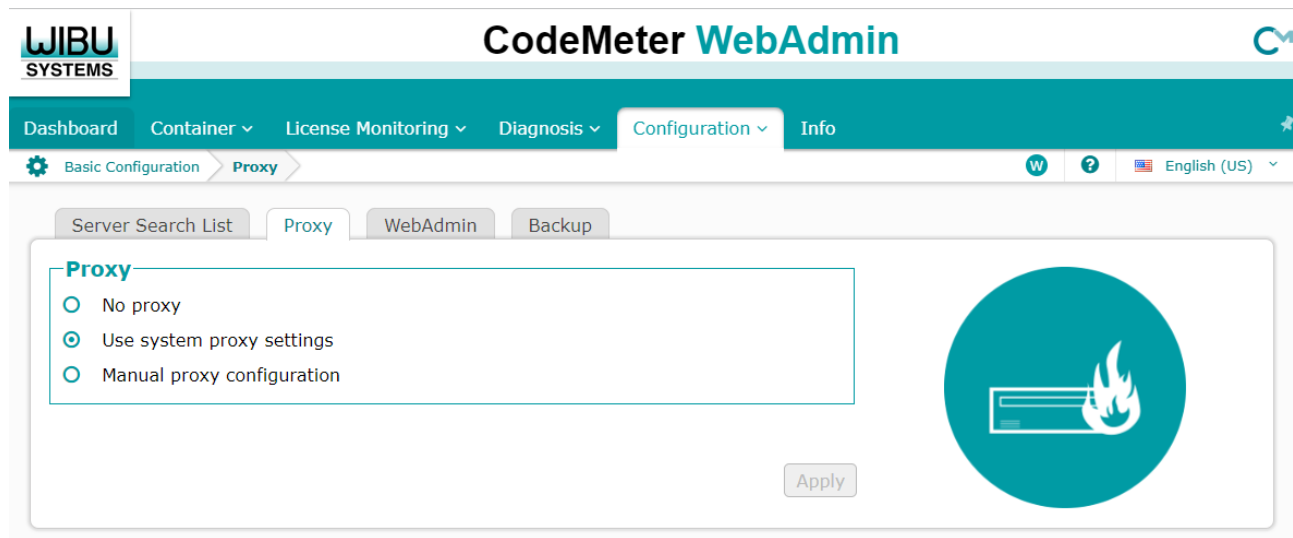 WIBU
SYSTEMS
CodeMeter WebAdmin
Dashboard Container License Monitoring Diagnosis Configuration Info
Basic Configuration Proxy W ? English (US)
Server Search List Proxy WebAdmin Backup
Proxy
No proxy
Use system proxy settings
Manual proxy configuration
Apply